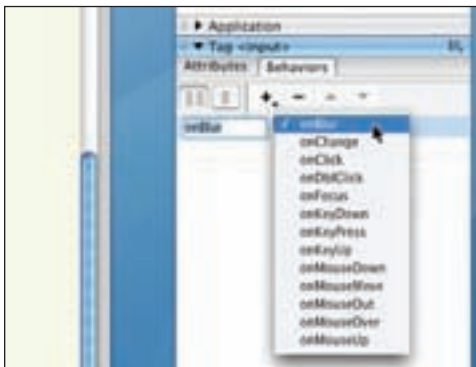 Application
Tag <input>
Attributes Behaviors
onBlur onBlur
onChange
onClick
onDblClick
onFocus
onKeyDown
onKeyPress
onKeyUp
onMouseDown
onMouseMove
onMouseOut
onMouseOver
onMouseUp